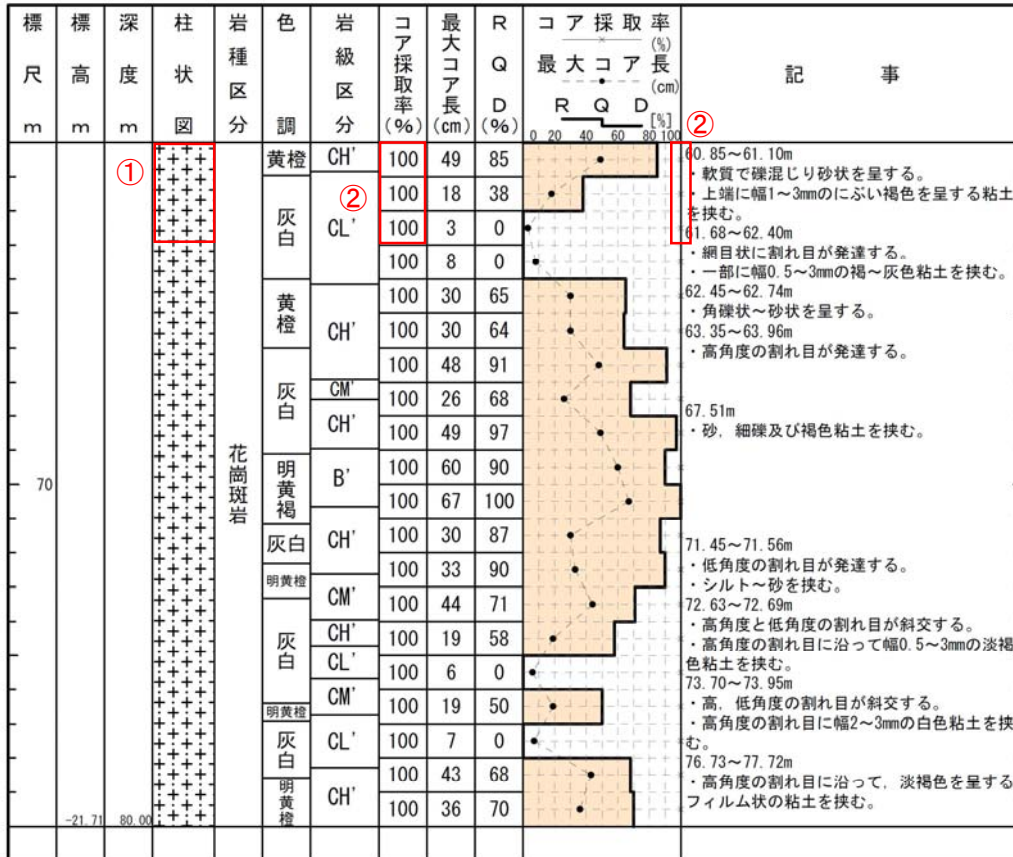 標尺 m
標高 m
深度 m
柱状図
岩種区分
色調
岩級区分
コア採取率(%)
最大コア長(cm)
RQD(%)
コア採取率
(%)
最大コア長
(cm)
RQD
[%]
0 20 40 60 80 100
記事
①
②
②
黄橙 CH' 100 49 85
灰白 CL' 100 18 38
100 3 0
100 8 0
黄橙 CH' 100 30 65
100 30 64
灰白 100 48 91
CM' 100 26 68
CH' 100 49 97
花崗斑岩
明黄褐 B' 100 60 90
70
100 67 100
灰白 CH' 100 30 87
明黄橙 100 33 90
灰白 CM' 100 44 71
CH' 100 19 58
CL' 100 6 0
明黄橙 CM' 100 19 50
灰白 CL' 100 7 0
明黄橙 CH' 100 43 68
100 36 70
-21.71 80.00
60.85～61.10m
・軟質で礫混じり砂状を呈する。
・上端に幅1～3mmのにぶい褐色を呈する粘土
を挟む。
61.68～62.40m
・網目状に割れ目が発達する。
・一部に幅0.5～3mmの褐～灰色粘土を挟む。
62.45～62.74m
・角礫状～砂状を呈する。
63.35～63.96m
・高角度の割れ目が発達する。
67.51m
・砂，細礫及び褐色粘土を挟む。
71.45～71.56m
・低角度の割れ目が発達する。
・シルト～砂を挟む。
72.63～72.69m
・高角度と低角度の割れ目が斜交する。
・高角度の割れ目に沿って幅0.5～3mmの淡褐
色粘土を挟む。
73.70～73.95m
・高，低角度の割れ目が斜交する。
・高角度の割れ目に幅2～3mmの白色粘土を挟
む。
76.73～77.72m
・高角度の割れ目に沿って，淡褐色を呈する
フィルム状の粘土を挟む。